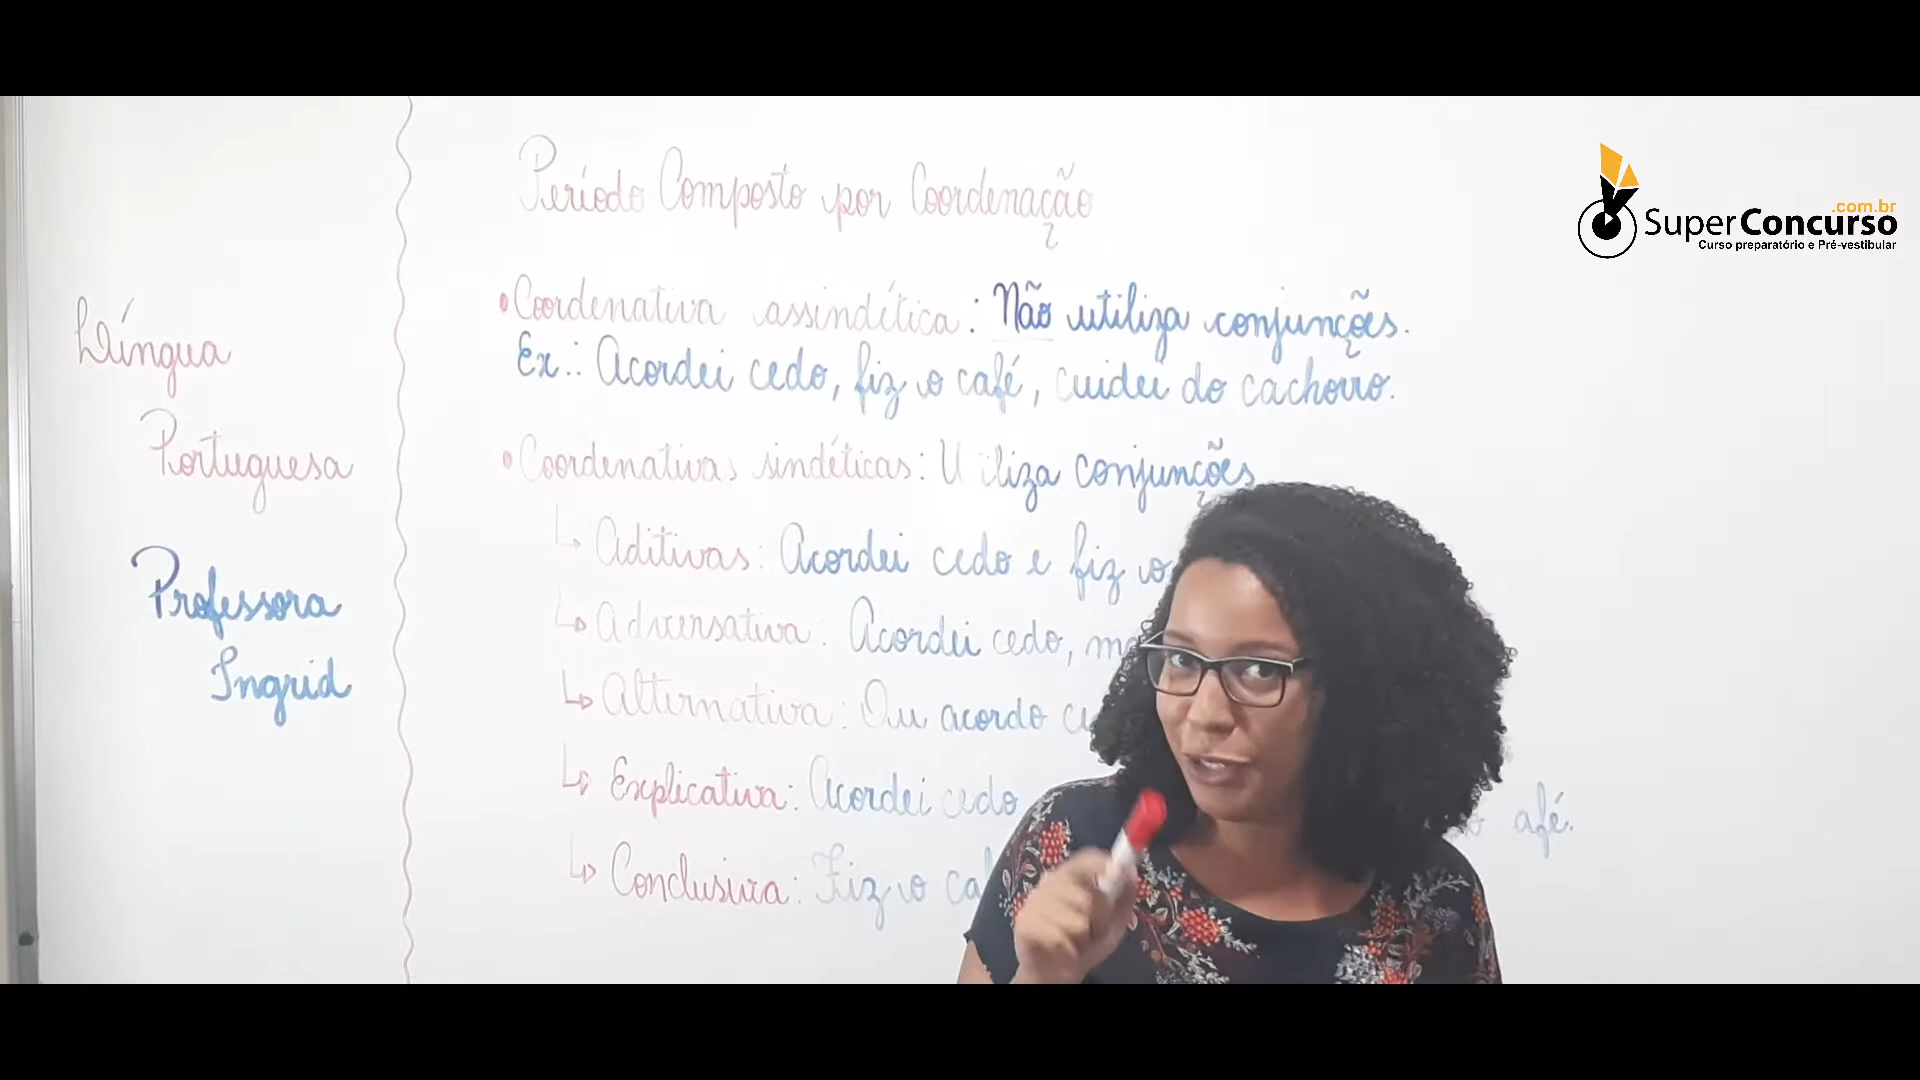 Língua
Portuguesa
Professora
Ingrid
Período Composto por Coordenação
•Coordenativa assindética: Não utiliza conjunções.
Ex.: Acordei cedo, fiz o café, cuidei do cachorro.
•Coordenativas sindéticas: Utiliza conjunções
↳ Aditivas: Acordei cedo e fiz o
↳ Adversativa: Acordei cedo, ma
↳ Alternativa: Ou acordo ce
↳ Explicativa: Acordei cedo afé.
↳ Conclusiva: Fiz o ca
.com.br
SuperConcurso
Curso preparatório e Pré-vestibular